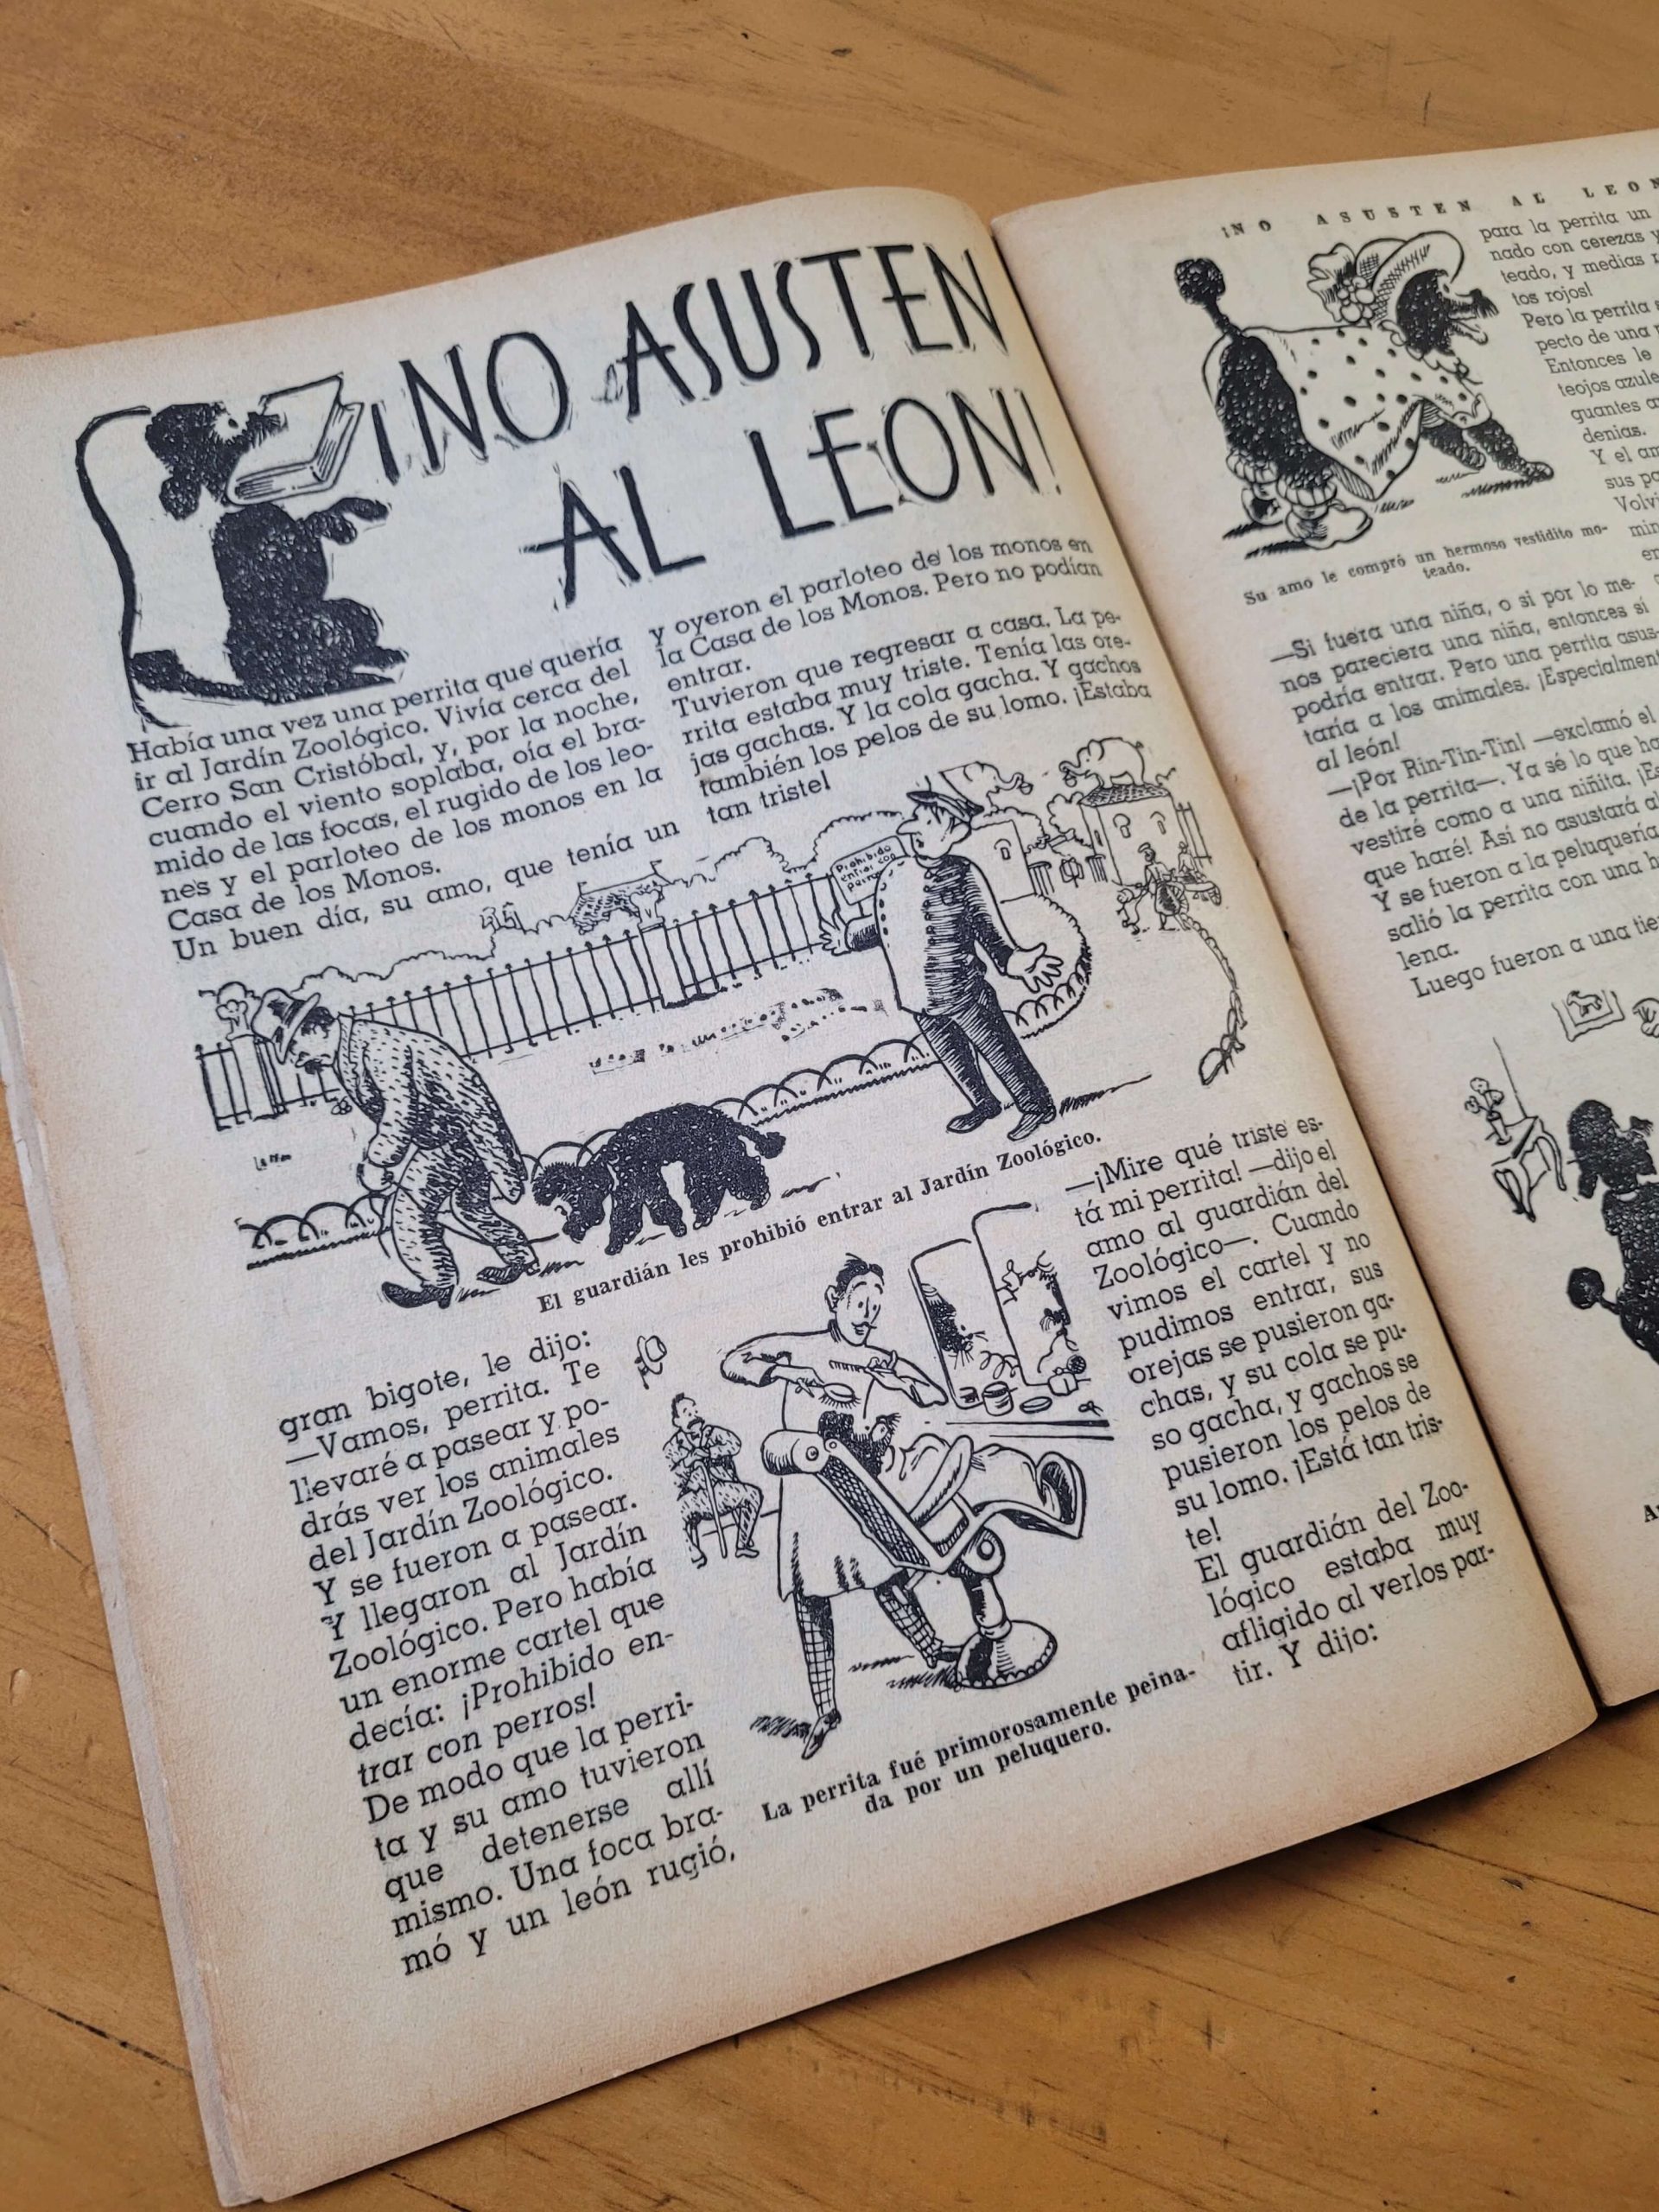 ¡NO ASUSTEN
AL LEON!
Había una vez una perrita que quería
ir al Jardín Zoológico. Vivía cerca del
Cerro San Cristóbal, y, por la noche,
cuando el viento soplaba, oía el bra-
mido de las focas, el rugido de los leo-
nes y el parloteo de los monos en la
Casa de los Monos.
Un buen día, su amo, que tenía un
gran bigote, le dijo:
—Vamos, perrita. Te
llevaré a pasear y po-
drás ver los animales
del Jardín Zoológico.
Y se fueron a pasear.
Y llegaron al Jardín
Zoológico. Pero había
un enorme cartel que
decía: ¡Prohibido en-
trar con perros!
De modo que la perri-
ta y su amo tuvieron
que detenerse allí
mismo. Una foca bra-
mó y un león rugió,
y oyeron el parloteo de los monos en
la Casa de los Monos. Pero no podían
entrar.
Tuvieron que regresar a casa. La pe-
rrita estaba muy triste. Tenía las ore-
jas gachas. Y la cola gacha. Y gachos
también los pelos de su lomo. ¡Estaba
tan triste!
Prohibido
entrar con
perros
El guardián les prohibió entrar al Jardín Zoológico.
—¡Mire qué triste es-
tá mi perrita! —dijo el
amo al guardián del
Zoológico—. Cuando
vimos el cartel y no
pudimos entrar, sus
orejas se pusieron ga-
chas, y su cola se pu-
so gacha, y gachos se
pusieron los pelos de
su lomo. ¡Está tan tris-
te!
El guardián del Zoo-
lógico estaba muy
afligido al verlos par-
tir. Y dijo:
La perrita fué primorosamente peina-
da por un peluquero.
¡NO ASUSTEN AL LEON
Su amo le compró un hermoso vestidito mo-
teado.
para la perrita un
nado con cerezas y
teado, y medias
tos rojos!
Pero la perrita
pecto de una
Entonces le
teojos azule
guantes
denias.
Y el am
sus
Volvi
—Si fuera una niña, o si por lo me-
nos pareciera una niña, entonces sí
podría entrar. Pero una perrita asus-
taría a los animales. ¡Especialment
al león!
—¡Por Rin-Tin-Tin! —exclamó el
de la perrita—. Ya sé lo que ha
vestiré como a una niñita. ¡Es
que haré! Así no asustará al
Y se fueron a la peluquería
salió la perrita con una
lena.
Luego fueron a una tie